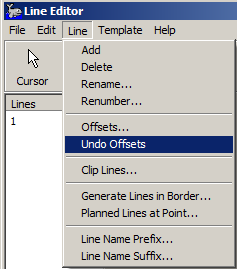 Line Editor
File Edit Line Template Help
Cursor
Lines
1
Add
Delete
Rename...
Renumber...
Offsets...
Undo Offsets
Clip Lines...
Generate Lines in Border...
Planned Lines at Point...
Line Name Prefix...
Line Name Suffix...